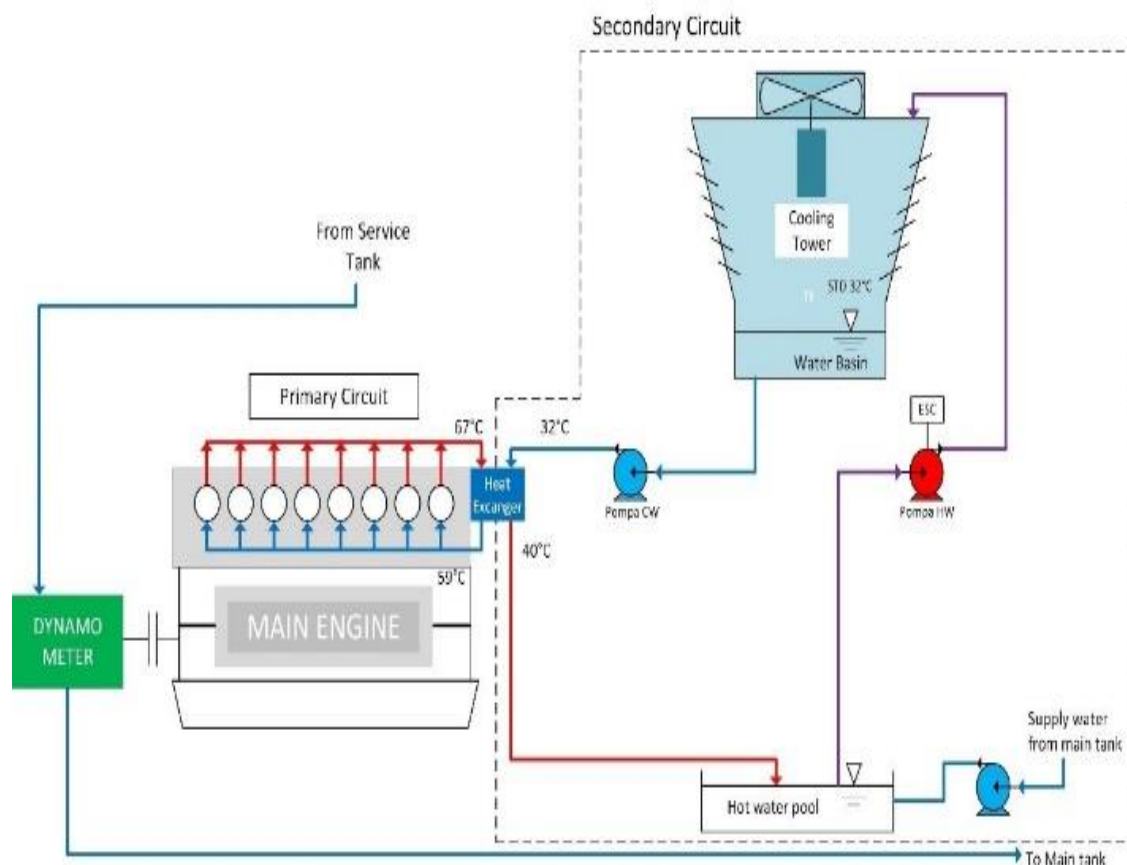 Secondary Circuit
Cooling
Tower
STD 32°C
Water Basin
From Service
Tank
Primary Circuit
67°C
32°C
ESC
Heat
Excanger
Pompa CW
Pompa HW
40°C
59°C
DYNAMO
METER
MAIN ENGINE
Supply water
from main tank
Hot water pool
To Main tank